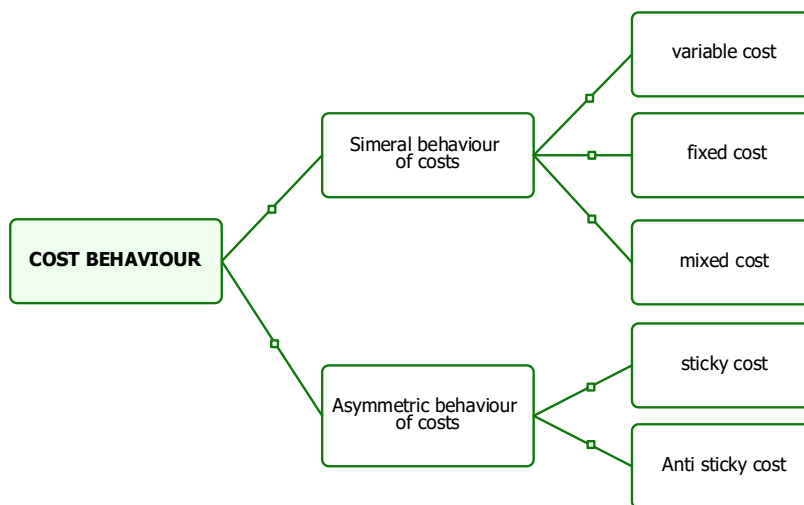 COST BEHAVIOUR
Simeral behaviour
of costs
variable cost
fixed cost
mixed cost
Asymmetric behaviour
of costs
sticky cost
Anti sticky cost